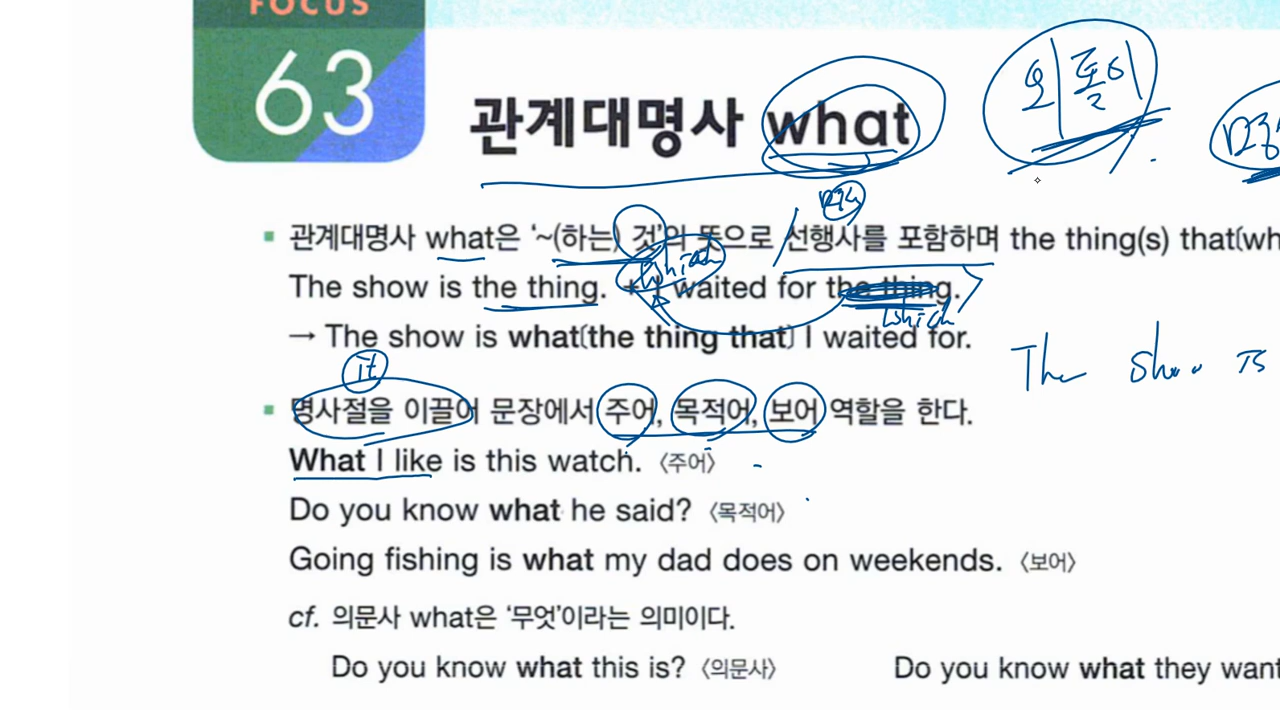 FOCUS
63
관계대명사 what
관계대명사 what은 '~(하는) 것'의 뜻으로 선행사를 포함하며 the thing(s) that(wh
The show is the thing. + I waited for the thing.
which
which
→ The show is what(the thing that) I waited for.
The show is
it
명사절을 이끌어 문장에서 주어, 목적어, 보어 역할을 한다.
What I like is this watch. 〈주어〉
Do you know what he said? 〈목적어〉
Going fishing is what my dad does on weekends. 〈보어〉
cf. 의문사 what은 '무엇'이라는 의미이다.
Do you know what this is? 〈의문사〉 Do you know what they want